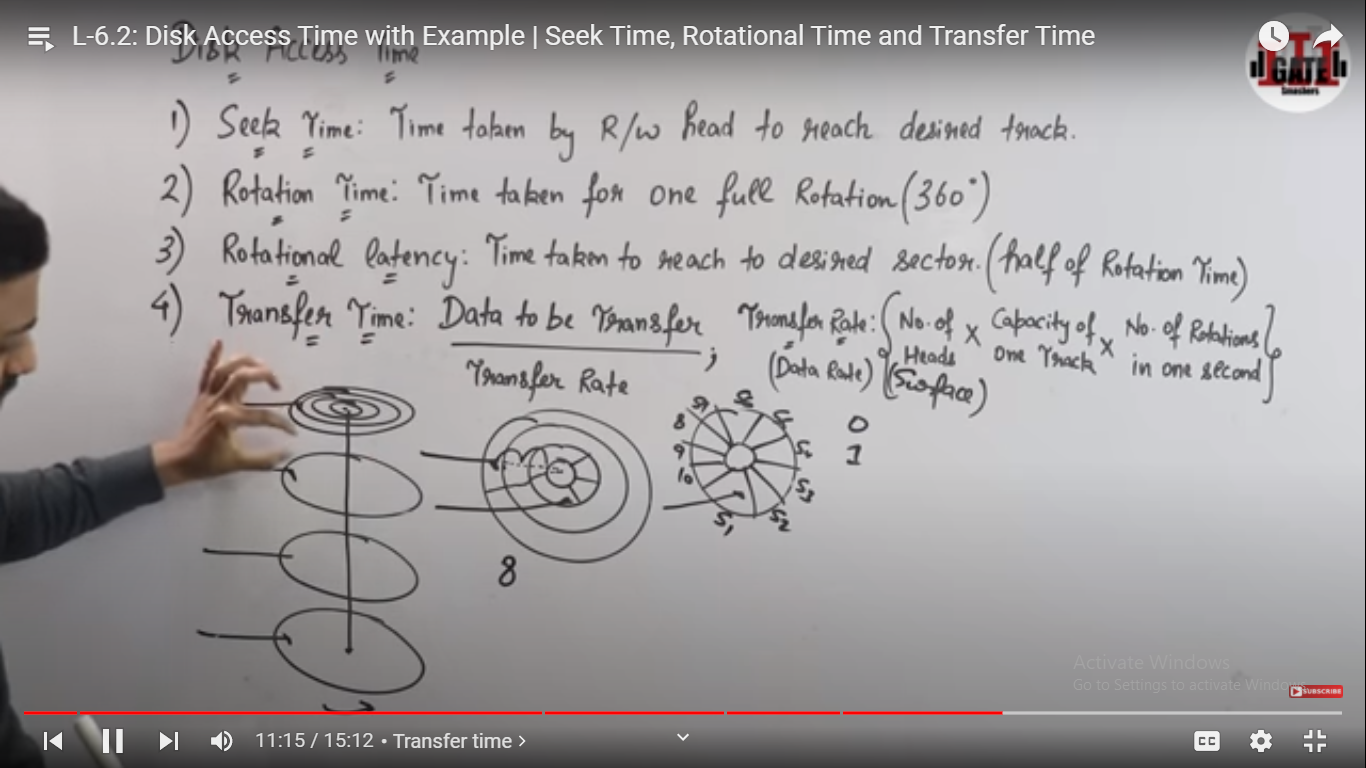 L-6.2: Disk Access Time with Example | Seek Time, Rotational Time and Transfer Time
GATE
Smashers
Disk Access Time
1) Seek Time: Time taken by R/W head to reach desired track.
2) Rotation Time: Time taken for one full Rotation (360°)
3) Rotational latency: Time taken to reach to desired sector. (half of Rotation Time)
4) Transfer Time: Data to be Transfer ; Transfer Rate: { No. of Heads × Capacity of One Track × No. of Rotations in one second }
Transfer Rate (Data Rate) (Surface)
8
S1
S2
S3
S4
S5
S6
S7
8
9
10
0
1
Activate Windows
Go to Settings to activate Windows.
SUBSCRIBE
11:15 / 15:12 • Transfer time >
CC